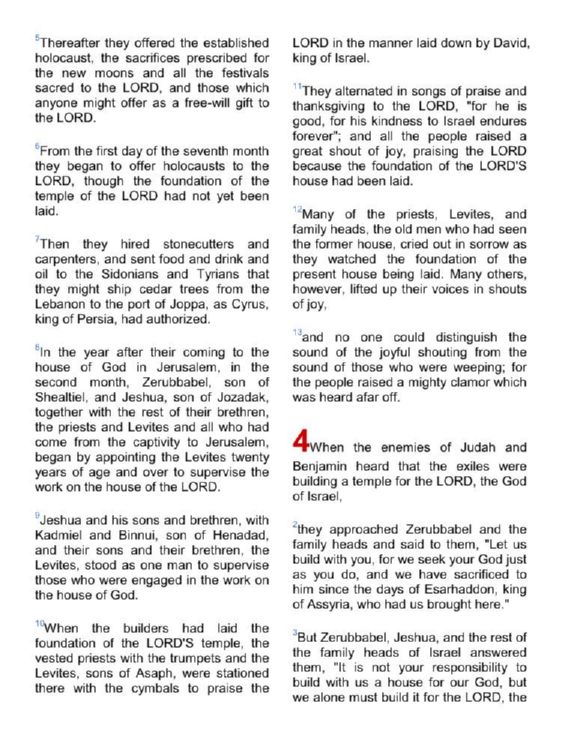 5Thereafter they offered the established
holocaust, the sacrifices prescribed for
the new moons and all the festivals
sacred to the LORD, and those which
anyone might offer as a free-will gift to
the LORD.
6From the first day of the seventh month
they began to offer holocausts to the
LORD, though the foundation of the
temple of the LORD had not yet been
laid.
7Then they hired stonecutters and
carpenters, and sent food and drink and
oil to the Sidonians and Tyrians that
they might ship cedar trees from the
Lebanon to the port of Joppa, as Cyrus,
king of Persia, had authorized.
8In the year after their coming to the
house of God in Jerusalem, in the
second month, Zerubbabel, son of
Shealtiel, and Jeshua, son of Jozadak,
together with the rest of their brethren,
the priests and Levites and all who had
come from the captivity to Jerusalem,
began by appointing the Levites twenty
years of age and over to supervise the
work on the house of the LORD.
9Jeshua and his sons and brethren, with
Kadmiel and Binnui, son of Henadad,
and their sons and their brethren, the
Levites, stood as one man to supervise
those who were engaged in the work on
the house of God.
10When the builders had laid the
foundation of the LORD'S temple, the
vested priests with the trumpets and the
Levites, sons of Asaph, were stationed
there with the cymbals to praise the
LORD in the manner laid down by David,
king of Israel.
11They alternated in songs of praise and
thanksgiving to the LORD, "for he is
good, for his kindness to Israel endures
forever"; and all the people raised a
great shout of joy, praising the LORD
because the foundation of the LORD'S
house had been laid.
12Many of the priests, Levites, and
family heads, the old men who had seen
the former house, cried out in sorrow as
they watched the foundation of the
present house being laid. Many others,
however, lifted up their voices in shouts
of joy,
13and no one could distinguish the
sound of the joyful shouting from the
sound of those who were weeping; for
the people raised a mighty clamor which
was heard afar off.
4When the enemies of Judah and
Benjamin heard that the exiles were
building a temple for the LORD, the God
of Israel,
2they approached Zerubbabel and the
family heads and said to them, "Let us
build with you, for we seek your God just
as you do, and we have sacrificed to
him since the days of Esarhaddon, king
of Assyria, who had us brought here."
3But Zerubbabel, Jeshua, and the rest of
the family heads of Israel answered
them, "It is not your responsibility to
build with us a house for our God, but
we alone must build it for the LORD, the